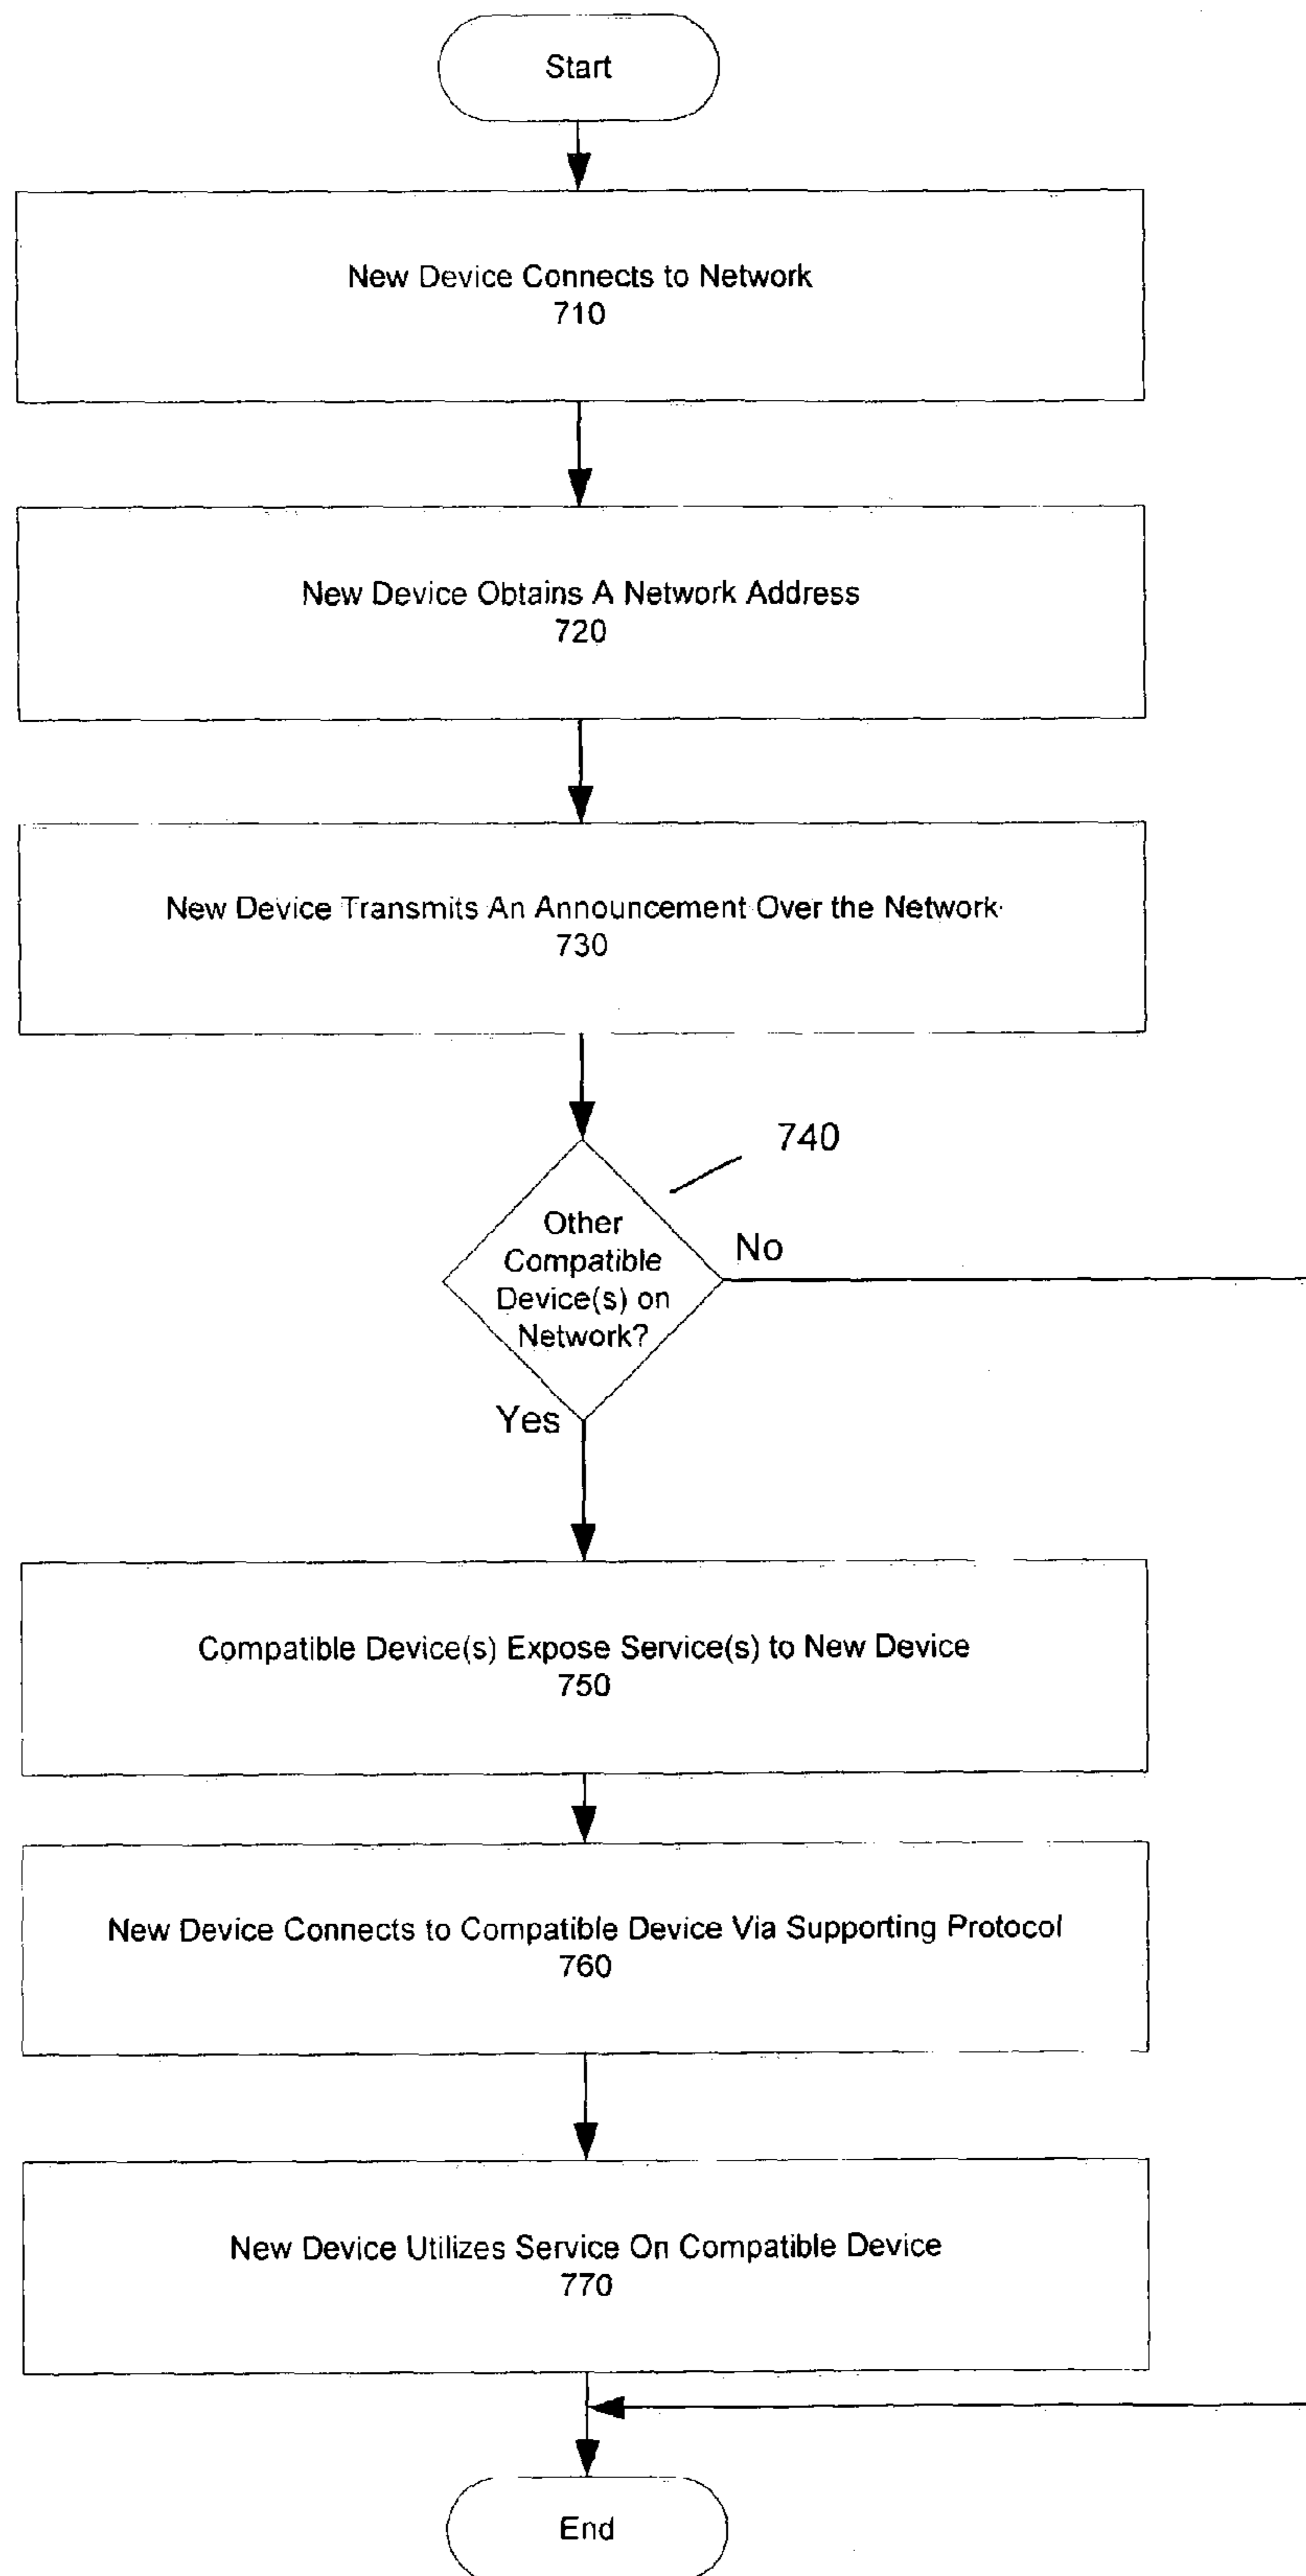 Start
New Device Connects to Network
710
New Device Obtains A Network Address
720
New Device Transmits An Announcement Over the Network
730
740
Other
Compatible
Device(s) on
Network?
No
Yes
Compatible Device(s) Expose Service(s) to New Device
750
New Device Connects to Compatible Device Via Supporting Protocol
760
New Device Utilizes Service On Compatible Device
770
End